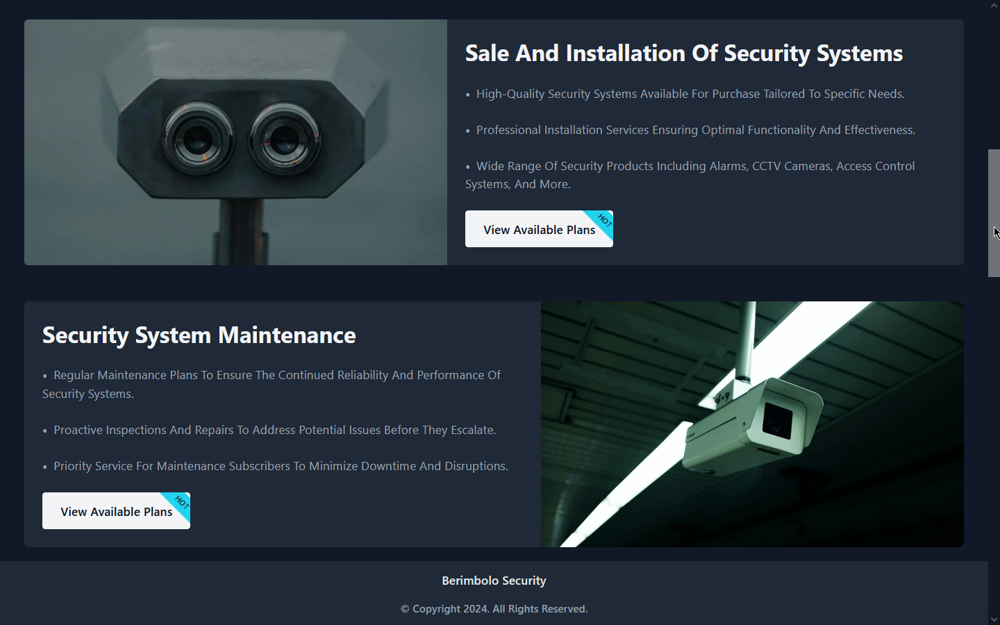 Sale And Installation Of Security Systems
• High-Quality Security Systems Available For Purchase Tailored To Specific Needs.
• Professional Installation Services Ensuring Optimal Functionality And Effectiveness.
• Wide Range Of Security Products Including Alarms, CCTV Cameras, Access Control
Systems, And More.
View Available Plans
HOT
Security System Maintenance
• Regular Maintenance Plans To Ensure The Continued Reliability And Performance Of
Security Systems.
• Proactive Inspections And Repairs To Address Potential Issues Before They Escalate.
• Priority Service For Maintenance Subscribers To Minimize Downtime And Disruptions.
View Available Plans
HOT
Berimbolo Security
© Copyright 2024. All Rights Reserved.